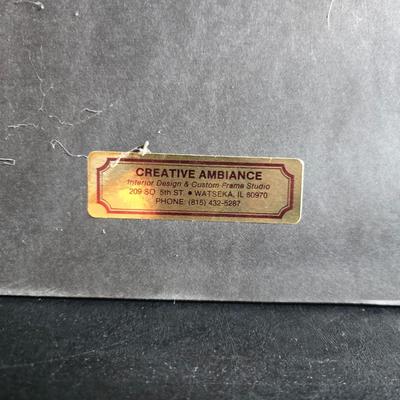 CREATIVE AMBIANCE
Interior Design & Custom Frame Studio
209 SO. 5th ST. • WATSEKA, IL 60970
PHONE: (815) 432-5287